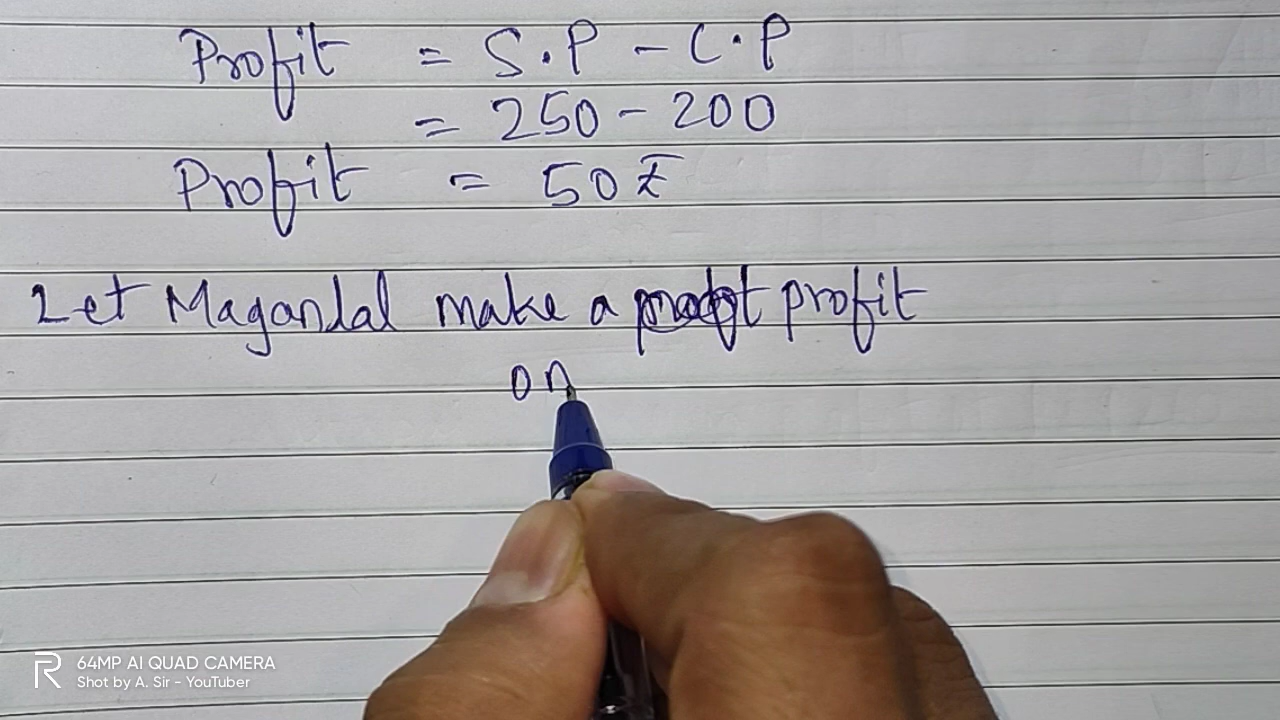 Profit = S.P - C.P
= 250 - 200
Profit = 50 ₹
Let Maganlal make a profit
on
64MP AI QUAD CAMERA
Shot by A. Sir - YouTuber